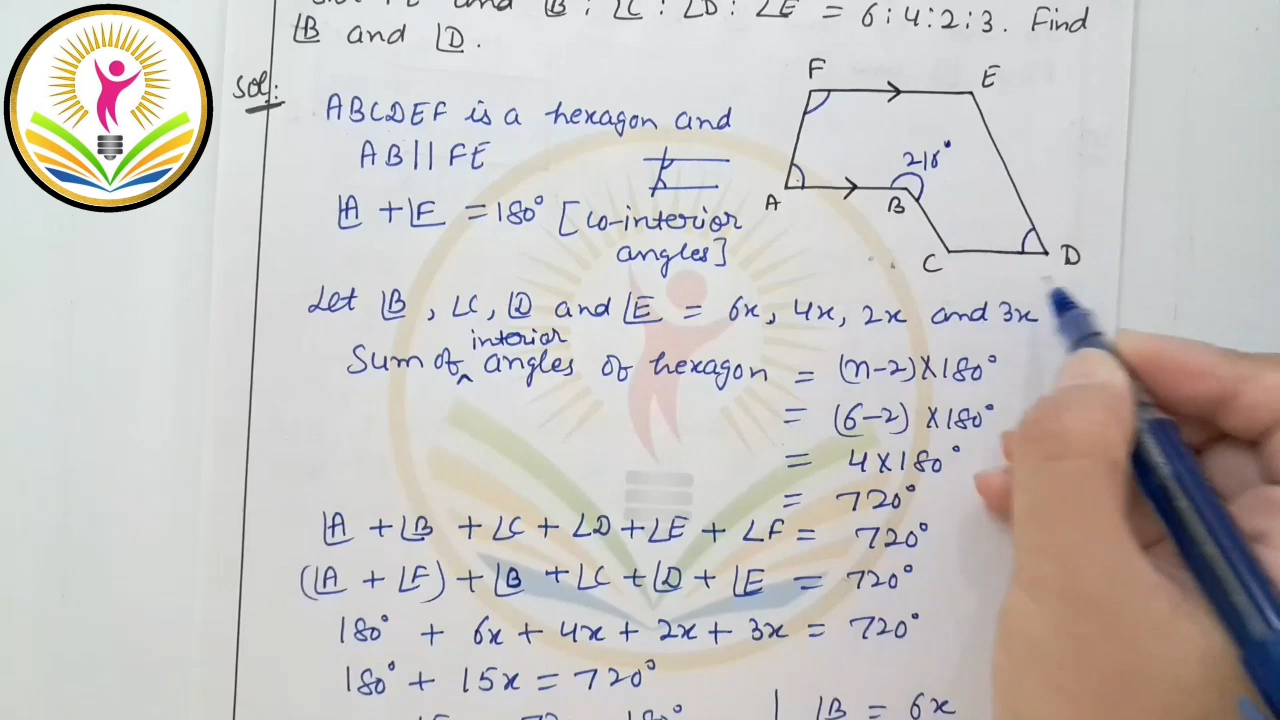 ∠B : ∠C : ∠D : ∠E = 6:4:2:3. Find
∠B and ∠D.
Sol:
ABCDEF is a hexagon and
AB || FE
∠A + ∠F = 180° [co-interior
angles]
F
E
216°
A
B
C
D
Let ∠B, ∠C, ∠D and ∠E = 6x, 4x, 2x and 3x
interior
Sum of ^ angles of hexagon = (n-2)×180°
= (6-2)×180°
= 4×180°
= 720°
∠A + ∠B + ∠C + ∠D + ∠E + ∠F = 720°
(∠A + ∠F) + ∠B + ∠C + ∠D + ∠E = 720°
180° + 6x + 4x + 2x + 3x = 720°
180° + 15x = 720°
∠B = 6x